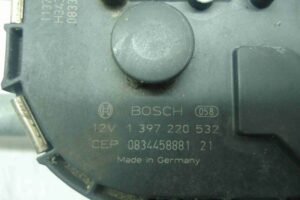 BOSCH 058
12V 1 397 220 532
CEP 0834458881 21
Made in Germany